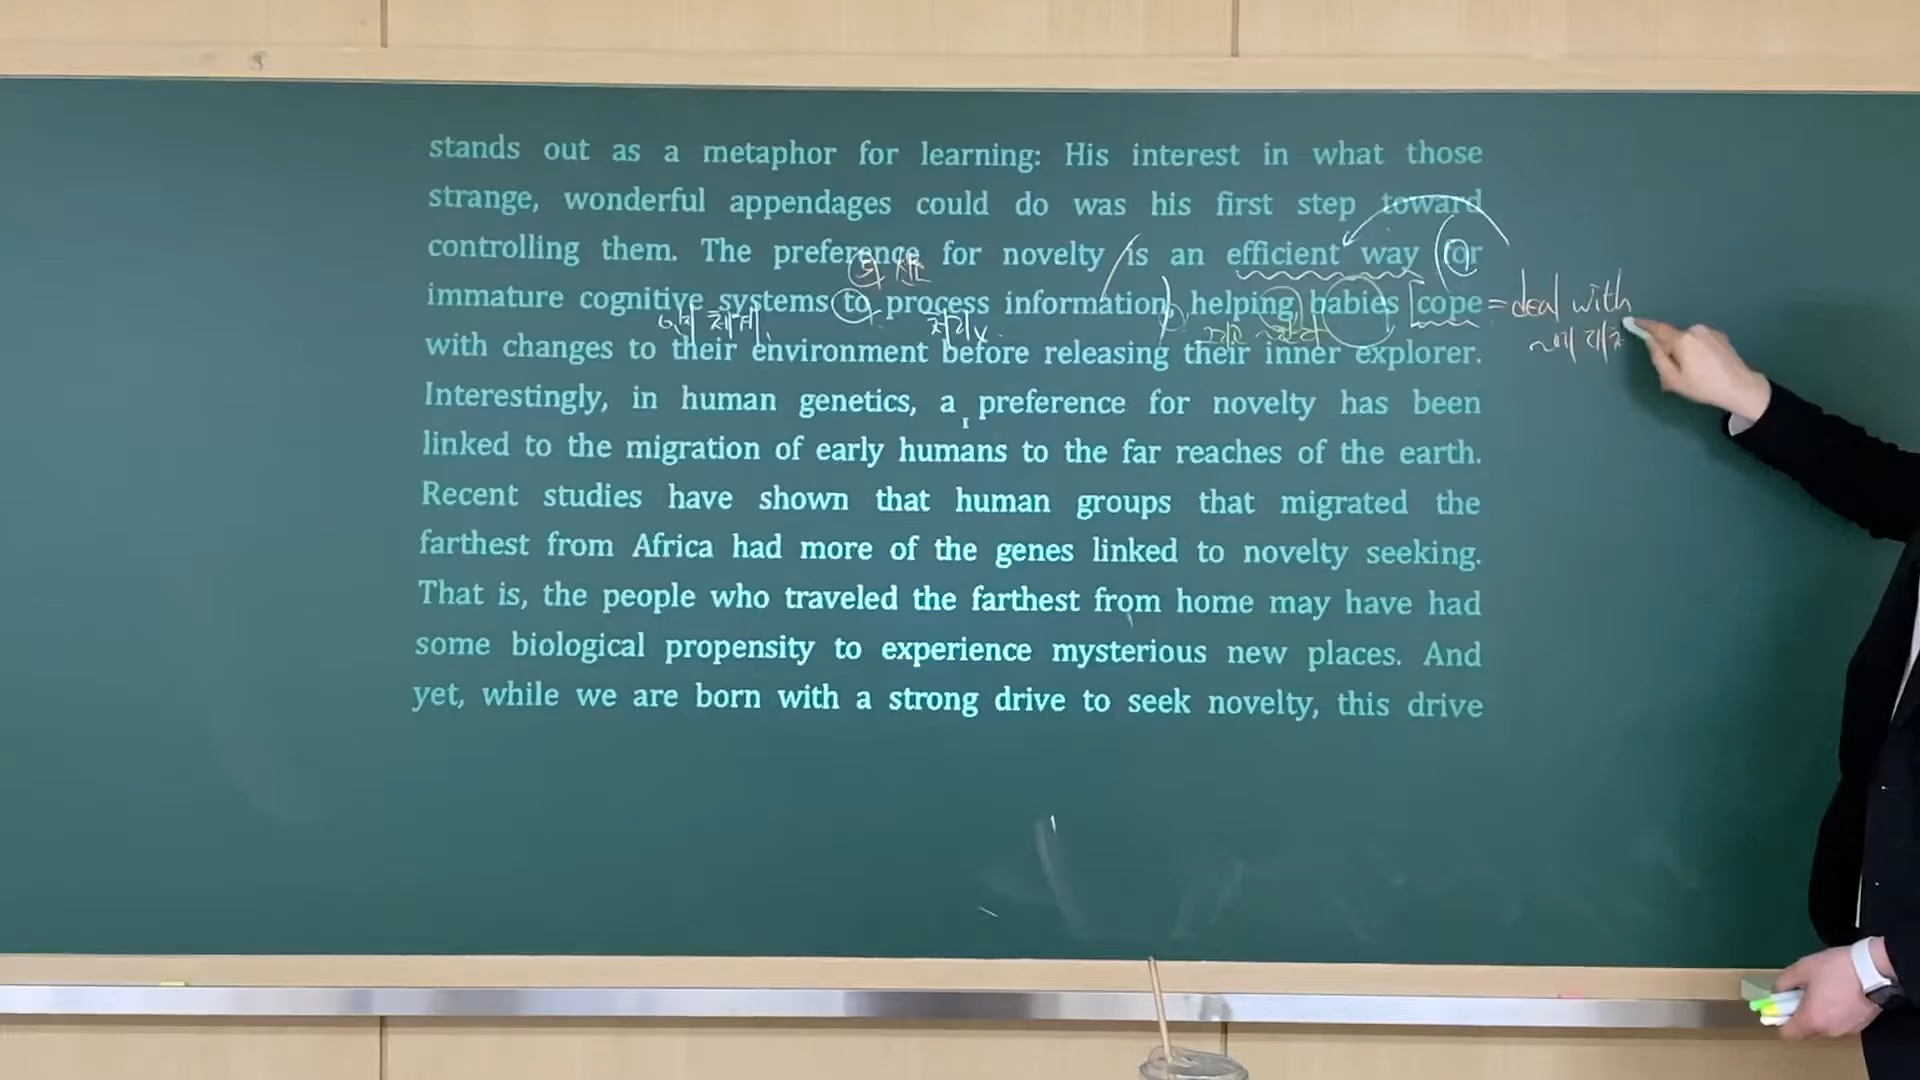 stands out as a metaphor for learning: His interest in what those
strange, wonderful appendages could do was his first step toward
controlling them. The preference for novelty is an efficient way for
immature cognitive systems to process information, helping babies [cope = deal with
with changes to their environment before releasing their inner explorer.
Interestingly, in human genetics, a preference for novelty has been
linked to the migration of early humans to the far reaches of the earth.
Recent studies have shown that human groups that migrated the
farthest from Africa had more of the genes linked to novelty seeking.
That is, the people who traveled the farthest from home may have had
some biological propensity to experience mysterious new places. And
yet, while we are born with a strong drive to seek novelty, this drive